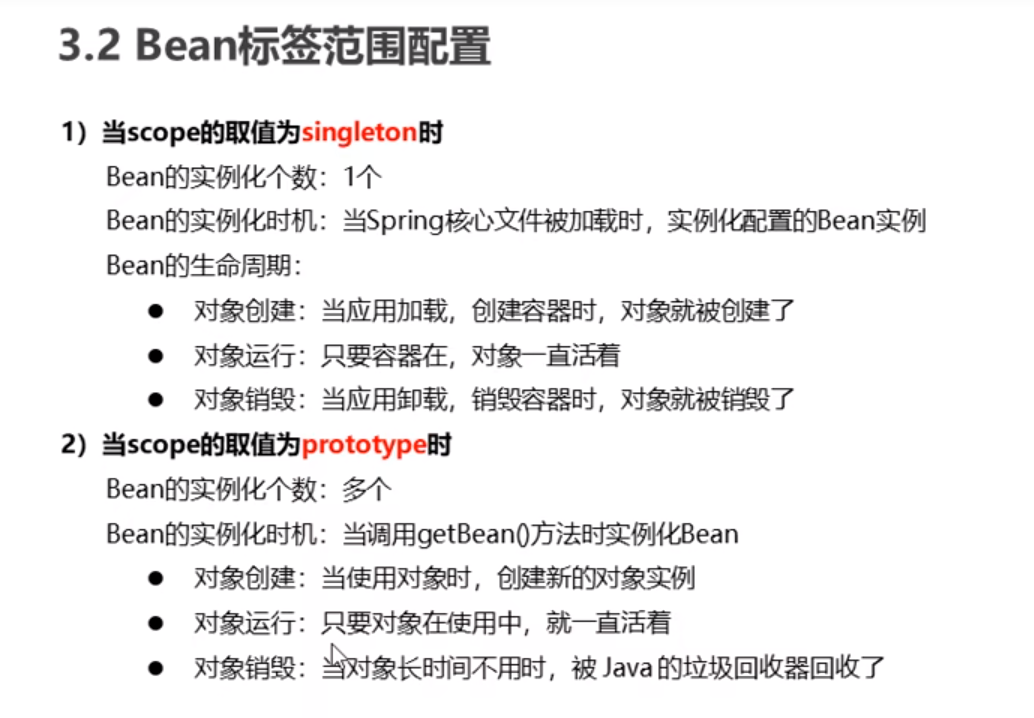 3.2 Bean标签范围配置
1）当scope的取值为singleton时
Bean的实例化个数：1个
Bean的实例化时机：当Spring核心文件被加载时，实例化配置的Bean实例
Bean的生命周期：
● 对象创建：当应用加载，创建容器时，对象就被创建了
● 对象运行：只要容器在，对象一直活着
● 对象销毁：当应用卸载，销毁容器时，对象就被销毁了
2）当scope的取值为prototype时
Bean的实例化个数：多个
Bean的实例化时机：当调用getBean()方法时实例化Bean
● 对象创建：当使用对象时，创建新的对象实例
● 对象运行：只要对象在使用中，就一直活着
● 对象销毁：当对象长时间不用时，被 Java 的垃圾回收器回收了